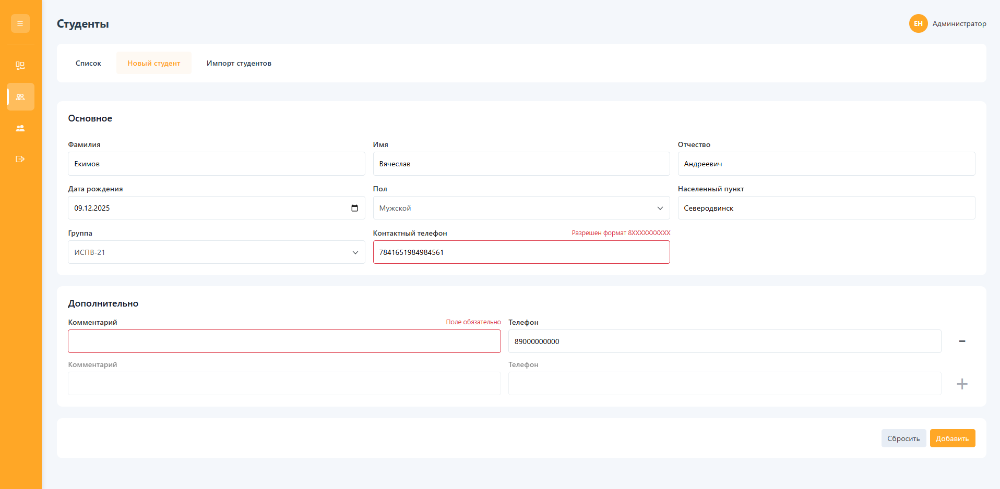 Студенты
ЕН Администратор
Список Новый студент Импорт студентов
Основное
Фамилия Имя Отчество
Екимов Вячеслав Андреевич
Дата рождения Пол Населенный пункт
09.12.2025 Мужской Северодвинск
Группа Контактный телефон Разрешен формат 8XXXXXXXXXX
ИСПВ-21 7841651984984561
Дополнительно
Комментарий Поле обязательно Телефон
89000000000
Комментарий Телефон
Сбросить Добавить